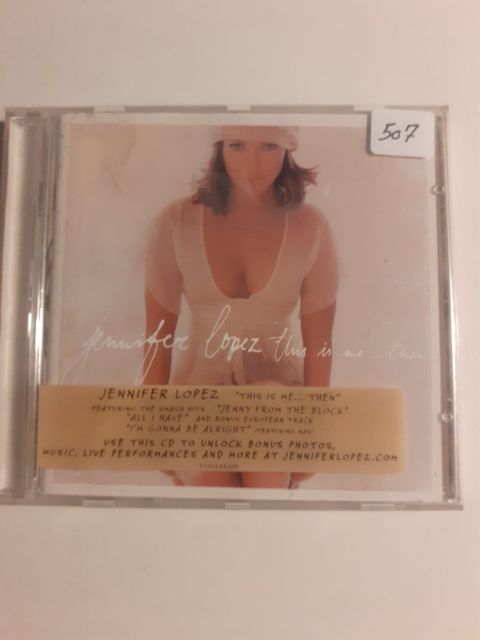 507
jennifer lopez this is me... then
JENNIFER LOPEZ "THIS IS ME... THEN"
FEATURING THE SMASH HITS "JENNY FROM THE BLOCK"
"ALL I HAVE" AND BONUS EUROPEAN TRACK
"I'M GONNA BE ALRIGHT" (FEATURING NAS)
USE THIS CD TO UNLOCK BONUS PHOTOS,
MUSIC, LIVE PERFORMANCES AND MORE AT JENNIFERLOPEZ.COM